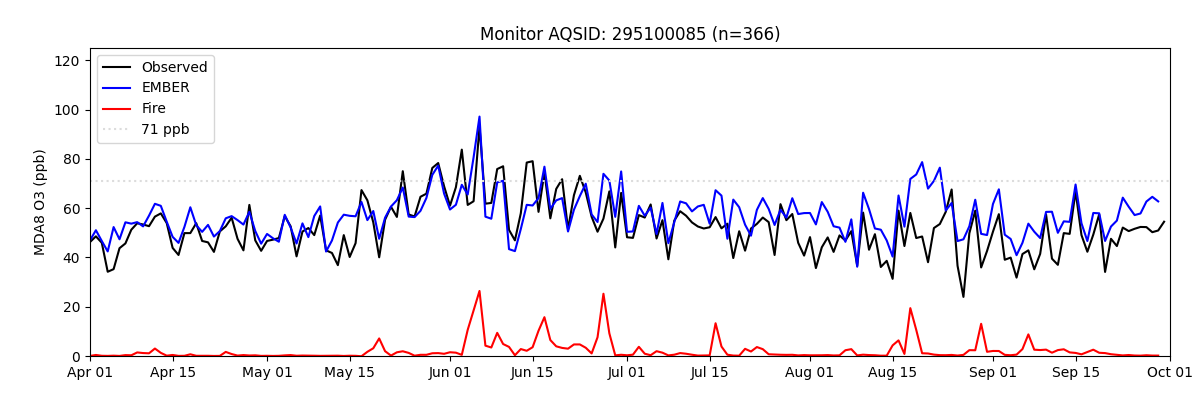 Monitor AQSID: 295100085 (n=366)
MDA8 O3 (ppb)
120
100
80
60
40
20
0
Observed
EMBER
Fire
71 ppb
Apr 01 Apr 15 May 01 May 15 Jun 01 Jun 15 Jul 01 Jul 15 Aug 01 Aug 15 Sep 01 Sep 15 Oct 01